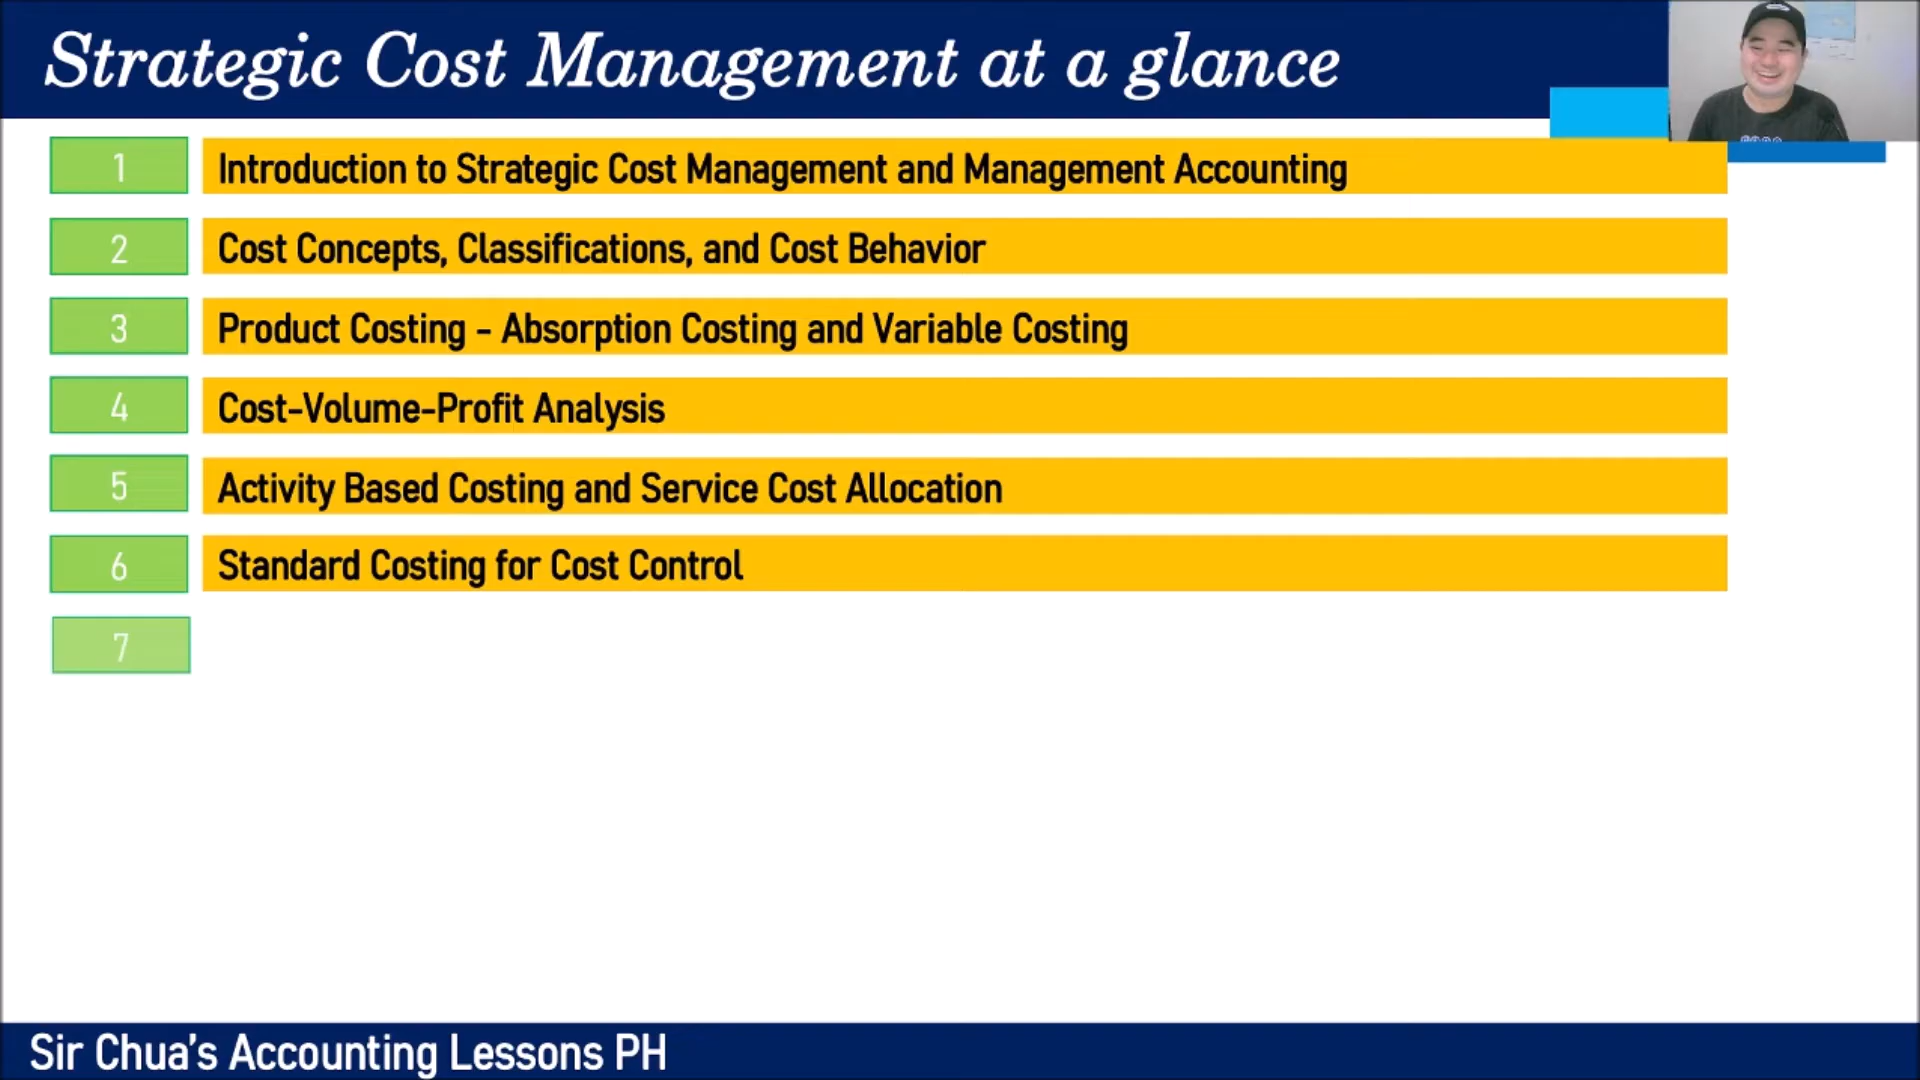 Strategic Cost Management at a glance
1 Introduction to Strategic Cost Management and Management Accounting
2 Cost Concepts, Classifications, and Cost Behavior
3 Product Costing - Absorption Costing and Variable Costing
4 Cost-Volume-Profit Analysis
5 Activity Based Costing and Service Cost Allocation
6 Standard Costing for Cost Control
7
Sir Chua's Accounting Lessons PH